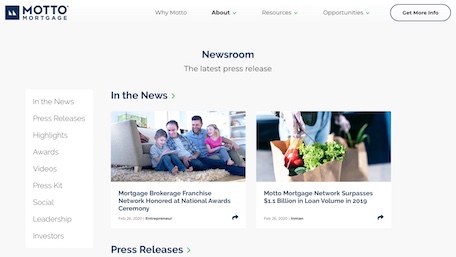 MOTTO
MORTGAGE
Why Motto
About
Resources
Opportunities
Get More Info
Newsroom
The latest press release
In the News
Press Releases
Highlights
Awards
Videos
Press Kit
Social
Leadership
Investors
In the News >
Mortgage Brokerage Franchise
Network Honored at National Awards
Ceremony
Feb 26, 2020 | Entrepreneur
Motto Mortgage Network Surpasses
$1.1 Billion in Loan Volume in 2019
Feb 26, 2020 | Inman
Press Releases >